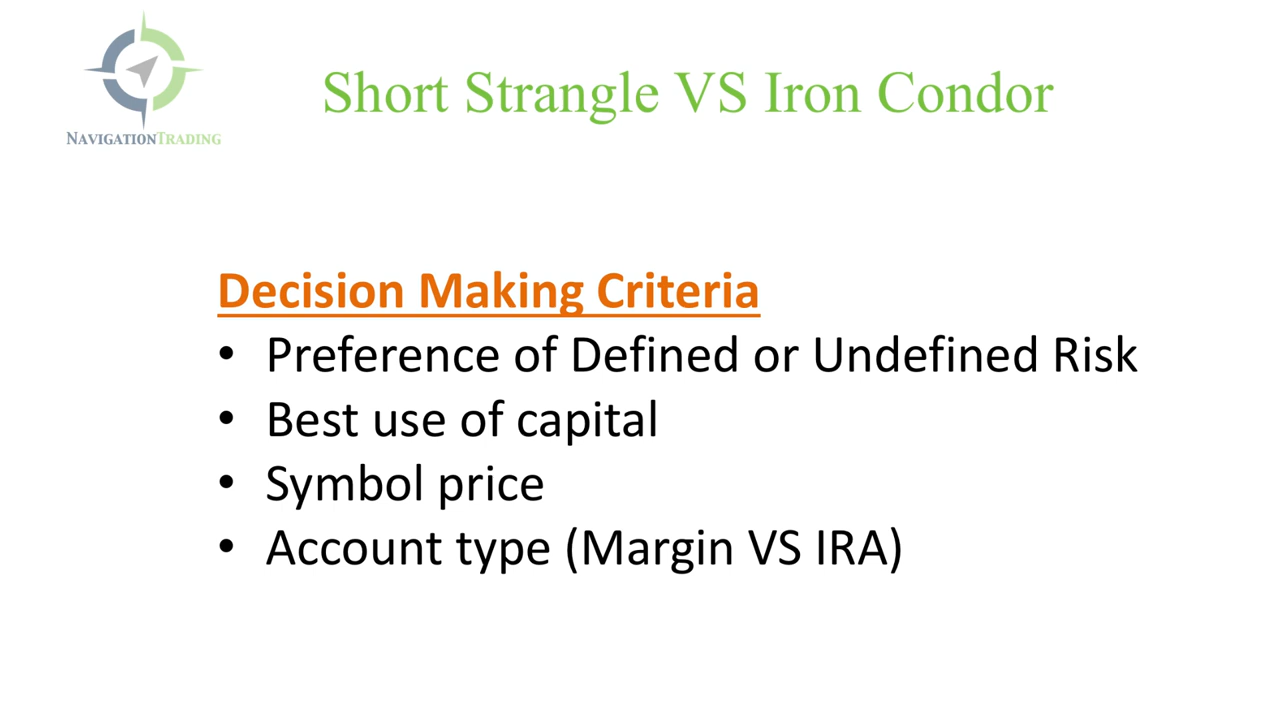 NAVIGATIONTRADING
Short Strangle VS Iron Condor
Decision Making Criteria
• Preference of Defined or Undefined Risk
• Best use of capital
• Symbol price
• Account type (Margin VS IRA)